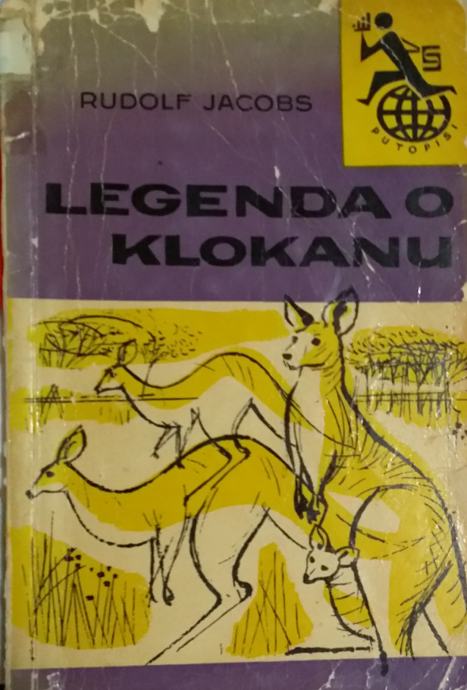 RUDOLF JACOBS
S
PUTOPISI
LEGENDA O
KLOKANU